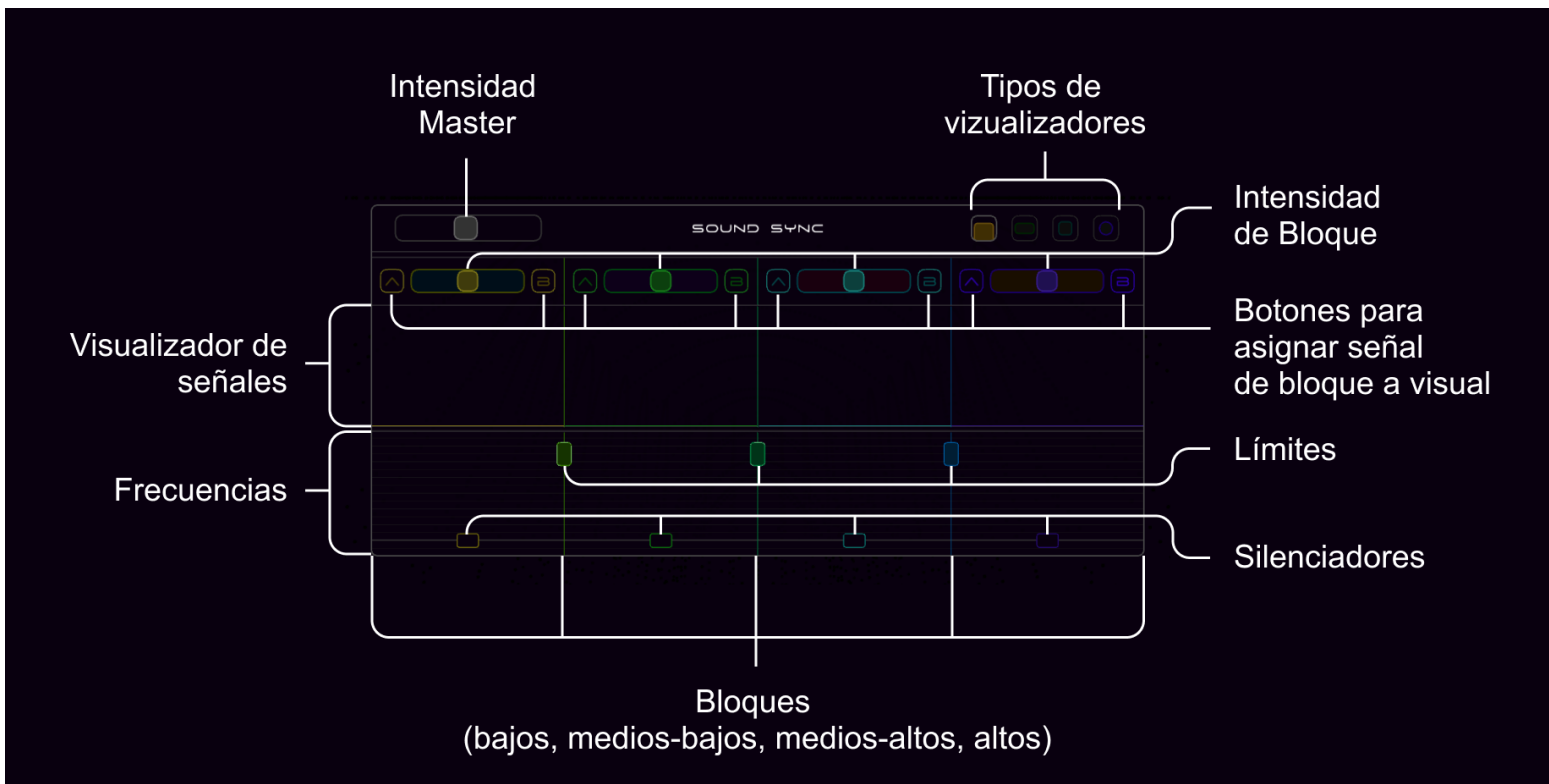 Intensidad
Master
Tipos de
vizualizadores
Intensidad
de Bloque
SOUND SYNC
A
B
A
B
A
B
A
B
Botones para
asignar señal
de bloque a visual
Visualizador de
señales
Límites
Frecuencias
Silenciadores
Bloques
(bajos, medios-bajos, medios-altos, altos)